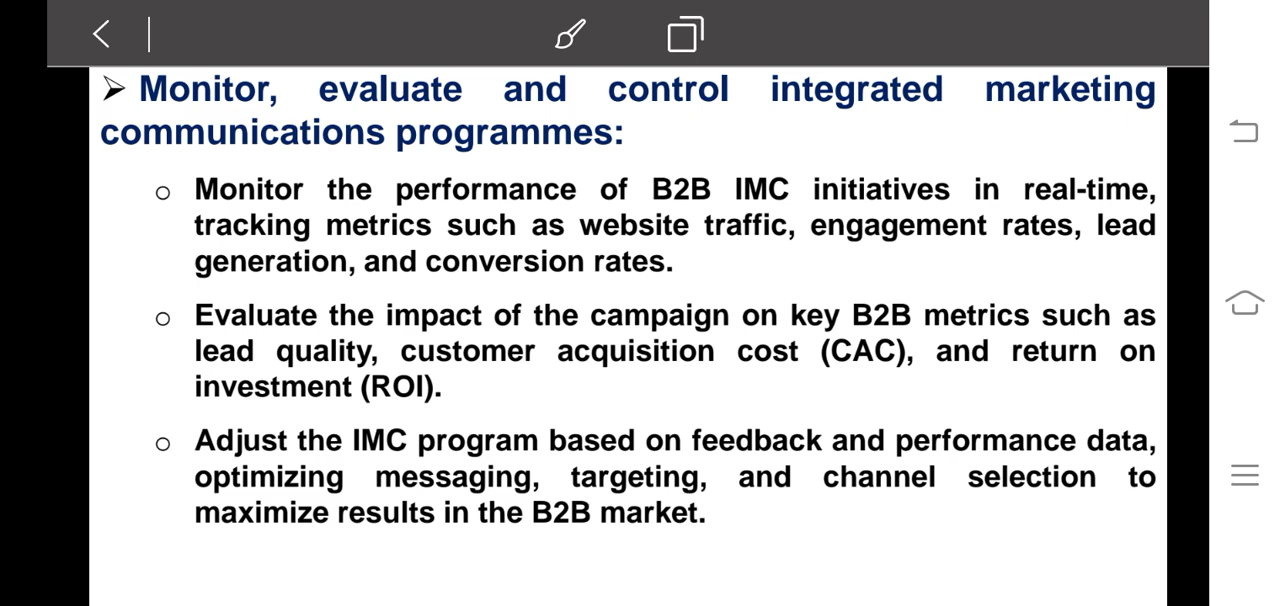 ➢ Monitor, evaluate and control integrated marketing
communications programmes:
o Monitor the performance of B2B IMC initiatives in real-time,
tracking metrics such as website traffic, engagement rates, lead
generation, and conversion rates.
o Evaluate the impact of the campaign on key B2B metrics such as
lead quality, customer acquisition cost (CAC), and return on
investment (ROI).
o Adjust the IMC program based on feedback and performance data,
optimizing messaging, targeting, and channel selection to
maximize results in the B2B market.